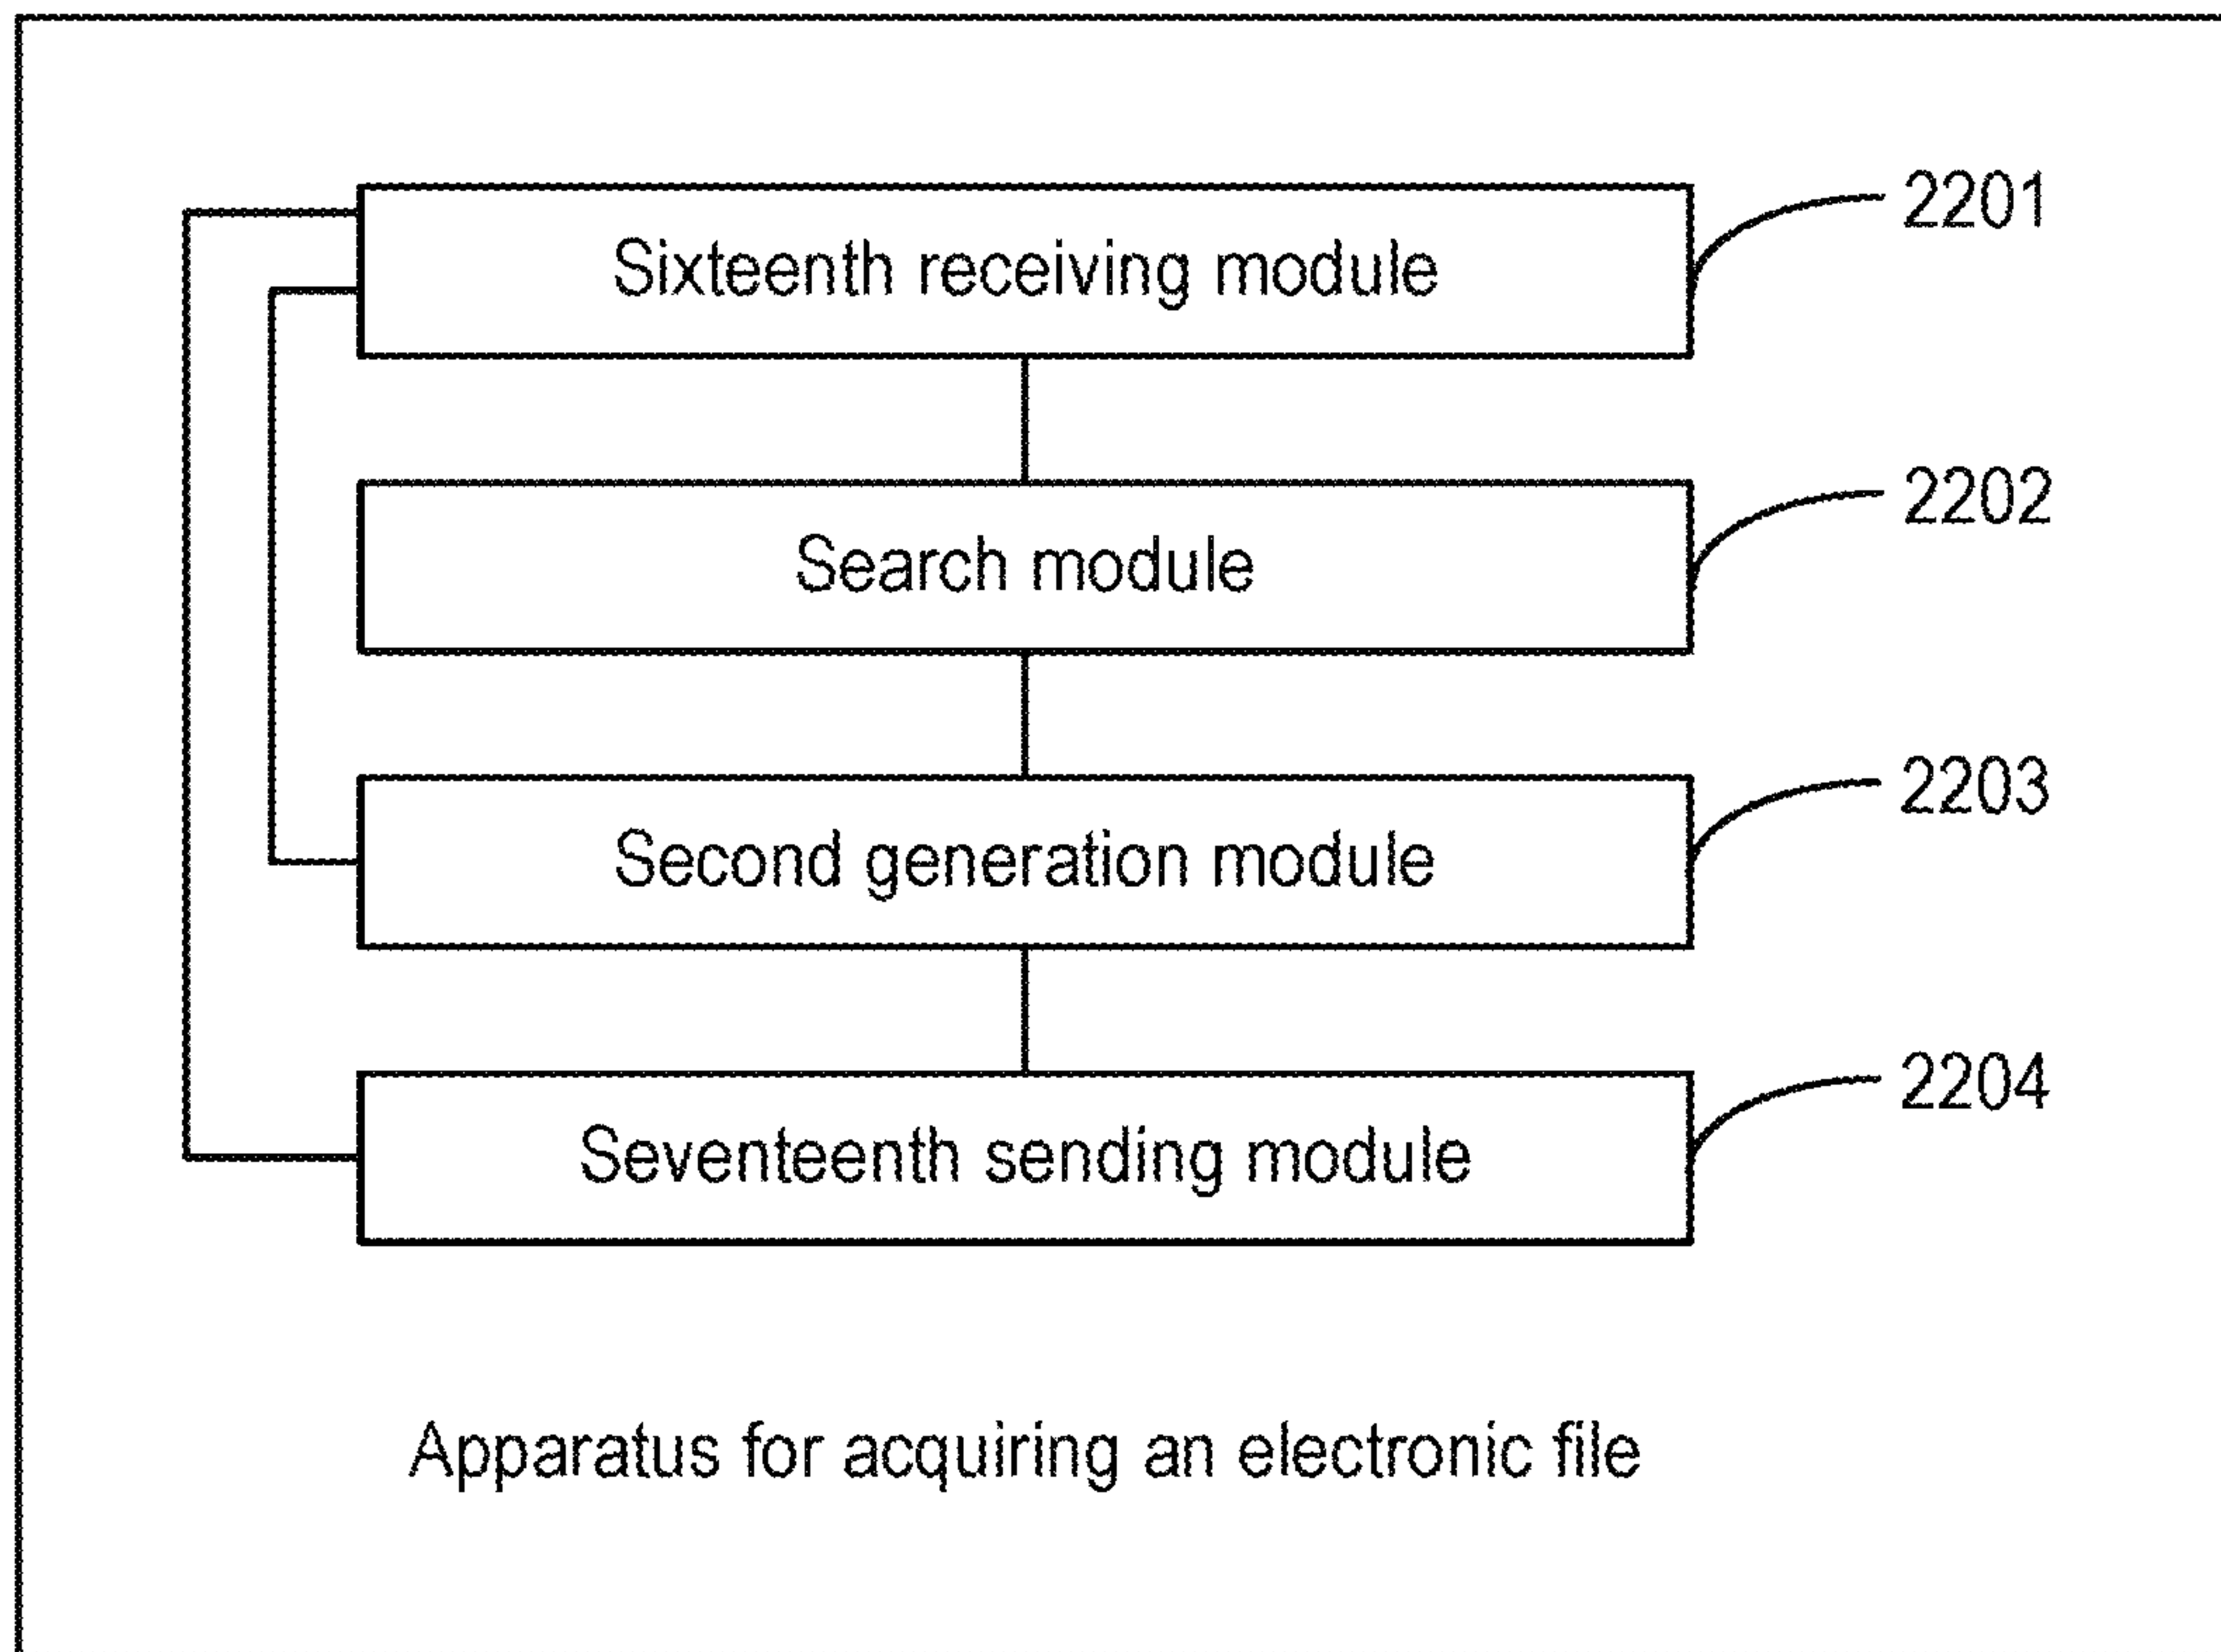 Sixteenth receiving module
2201
Search module
2202
Second generation module
2203
Seventeenth sending module
2204
Apparatus for acquiring an electronic file